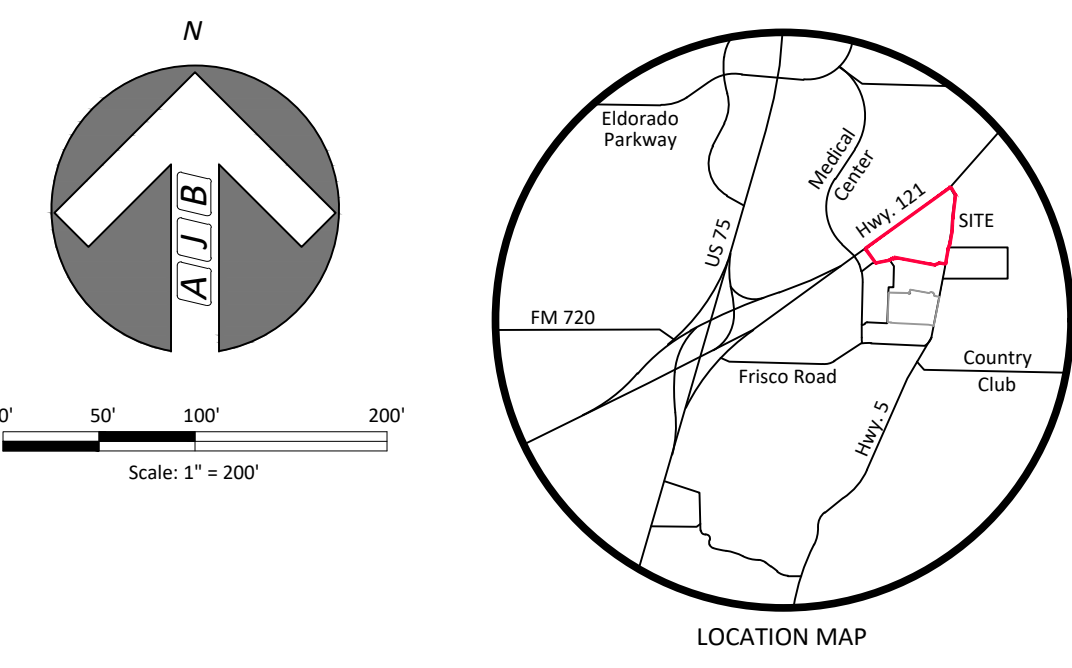 N
A J B
0' 50' 100' 200'
Scale: 1" = 200'
Eldorado
Parkway
Medical
Center
Hwy. 121
SITE
US 75
FM 720
Frisco Road
Country
Club
Hwy. 5
LOCATION MAP